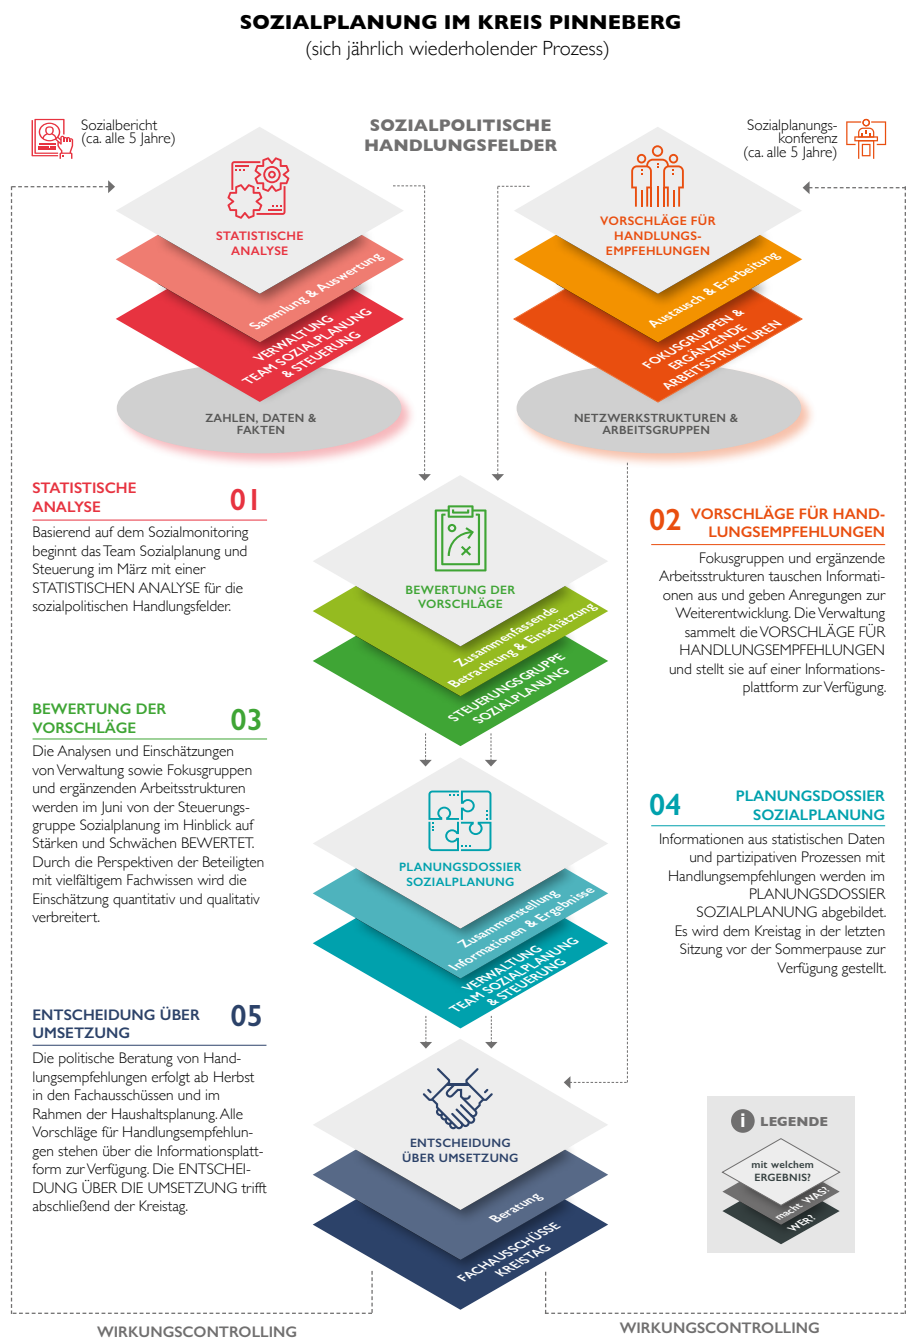 SOZIALPLANUNG IM KREIS PINNEBERG
(sich jährlich wiederholender Prozess)
Sozialbericht
(ca. alle 5 Jahre)
SOZIALPOLITISCHE
HANDLUNGSFELDER
Sozialplanungs-
konferenz
(ca. alle 5 Jahre)
STATISTISCHE
ANALYSE
Sammlung & Auswertung
VERWALTUNG
TEAM SOZIALPLANUNG
& STEUERUNG
ZAHLEN, DATEN &
FAKTEN
VORSCHLÄGE FÜR
HANDLUNGS-
EMPFEHLUNGEN
Austausch & Erarbeitung
FOKUSGRUPPEN &
ERGÄNZENDE
ARBEITSSTRUKTUREN
NETZWERKSTRUKTUREN &
ARBEITSGRUPPEN
STATISTISCHE
ANALYSE
01
Basierend auf dem Sozialmonitoring
beginnt das Team Sozialplanung und
Steuerung im März mit einer
STATISTISCHEN ANALYSE für die
sozialpolitischen Handlungsfelder.
02
VORSCHLÄGE FÜR HAND-
LUNGSEMPFEHLUNGEN
Fokusgruppen und ergänzende
Arbeitsstrukturen tauschen Informati-
onen aus und geben Anregungen zur
Weiterentwicklung. Die Verwaltung
sammelt die VORSCHLÄGE FÜR
HANDLUNGSEMPFEHLUNGEN
und stellt sie auf einer Informations-
plattform zur Verfügung.
BEWERTUNG DER
VORSCHLÄGE
Zusammenfassende
Betrachtung & Einschätzung
STEUERUNGSGRUPPE
SOZIALPLANUNG
BEWERTUNG DER
VORSCHLÄGE
03
Die Analysen und Einschätzungen
von Verwaltung sowie Fokusgruppen
und ergänzenden Arbeitsstrukturen
werden im Juni von der Steuerungs-
gruppe Sozialplanung im Hinblick auf
Stärken und Schwächen BEWERTET.
Durch die Perspektiven der Beteiligten
mit vielfältigem Fachwissen wird die
Einschätzung quantitativ und qualitativ
verbreitert.
PLANUNGSDOSSIER
SOZIALPLANUNG
Zusammenstellung
Informationen & Ergebnisse
VERWALTUNG
TEAM SOZIALPLANUNG
& STEUERUNG
04
PLANUNGSDOSSIER
SOZIALPLANUNG
Informationen aus statistischen Daten
und partizipativen Prozessen mit
Handlungsempfehlungen werden im
PLANUNGSDOSSIER
SOZIALPLANUNG abgebildet.
Es wird dem Kreistag in der letzten
Sitzung vor der Sommerpause zur
Verfügung gestellt.
ENTSCHEIDUNG ÜBER
UMSETZUNG
05
Die politische Beratung von Hand-
lungsempfehlungen erfolgt ab Herbst
in den Fachausschüssen und im
Rahmen der Haushaltsplanung. Alle
Vorschläge für Handlungsempfehlun-
gen stehen über die Informationsplatt-
form zur Verfügung. Die ENTSCHEI-
DUNG ÜBER DIE UMSETZUNG trifft
abschließend der Kreistag.
ENTSCHEIDUNG
ÜBER UMSETZUNG
Beratung
FACHAUSSCHÜSSE
KREISTAG
i LEGENDE
mit welchem
ERGEBNIS?
macht WAS?
WER?
WIRKUNGSCONTROLLING
WIRKUNGSCONTROLLING